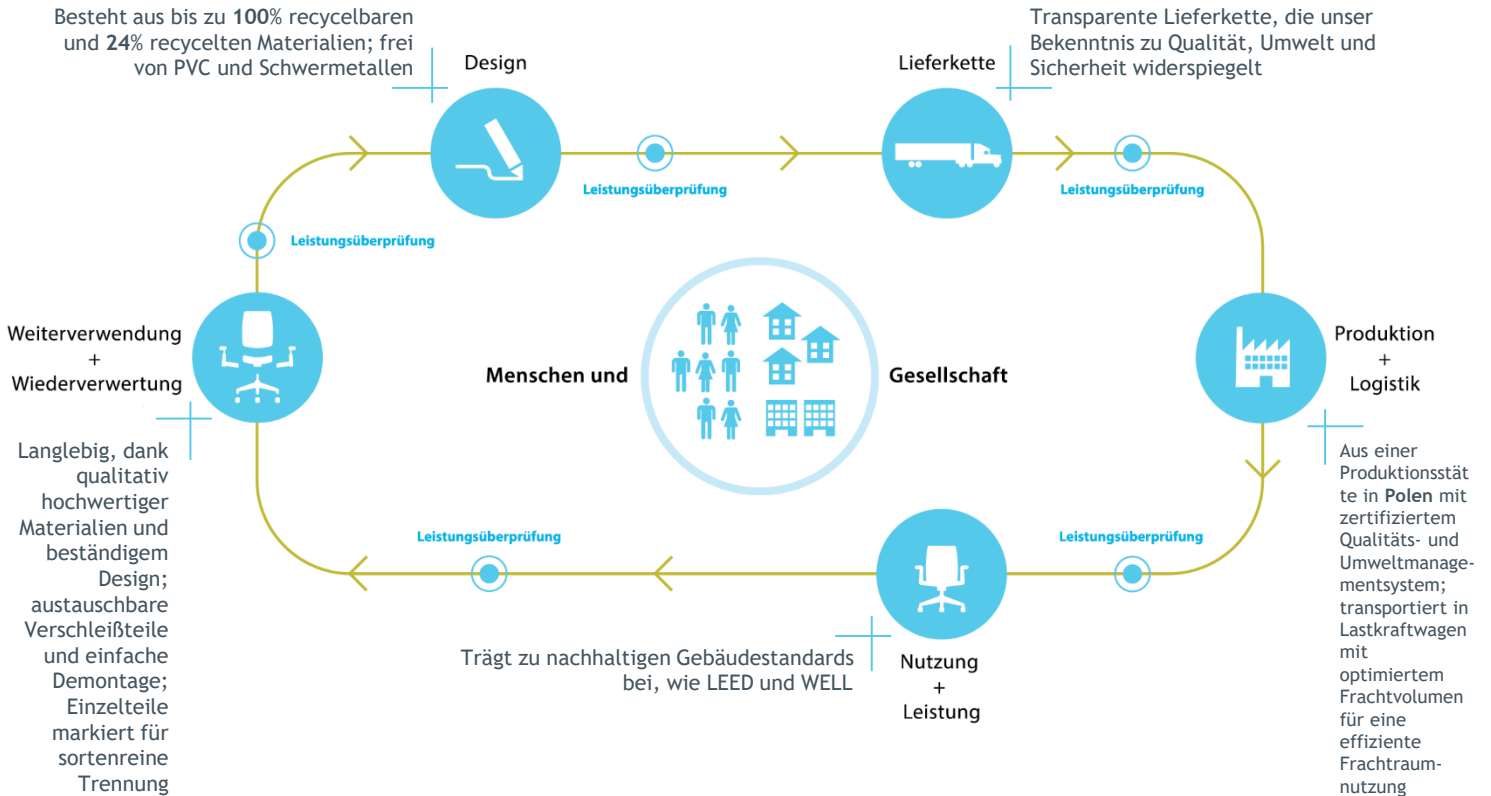 Besteht aus bis zu 100% recycelbaren
und 24% recycelten Materialien; frei
von PVC und Schwermetallen
Design
Lieferkette
Transparente Lieferkette, die unser
Bekenntnis zu Qualität, Umwelt und
Sicherheit widerspiegelt
Leistungsüberprüfung
Leistungsüberprüfung
Leistungsüberprüfung
Weiterverwendung
+
Wiederverwertung
Menschen und
Gesellschaft
Produktion
+
Logistik
Langlebig, dank
qualitativ
hochwertiger
Materialien und
beständigem
Design;
austauschbare
Verschleißteile
und einfache
Demontage;
Einzelteile
markiert für
sortenreine
Trennung
Aus einer
Produktionsstät
te in Polen mit
zertifiziertem
Qualitäts- und
Umweltmanage-
mentsystem;
transportiert in
Lastkraftwagen
mit
optimiertem
Frachtvolumen
für eine
effiziente
Frachtraum-
nutzung
Leistungsüberprüfung
Leistungsüberprüfung
Trägt zu nachhaltigen Gebäudestandards
bei, wie LEED und WELL
Nutzung
+
Leistung